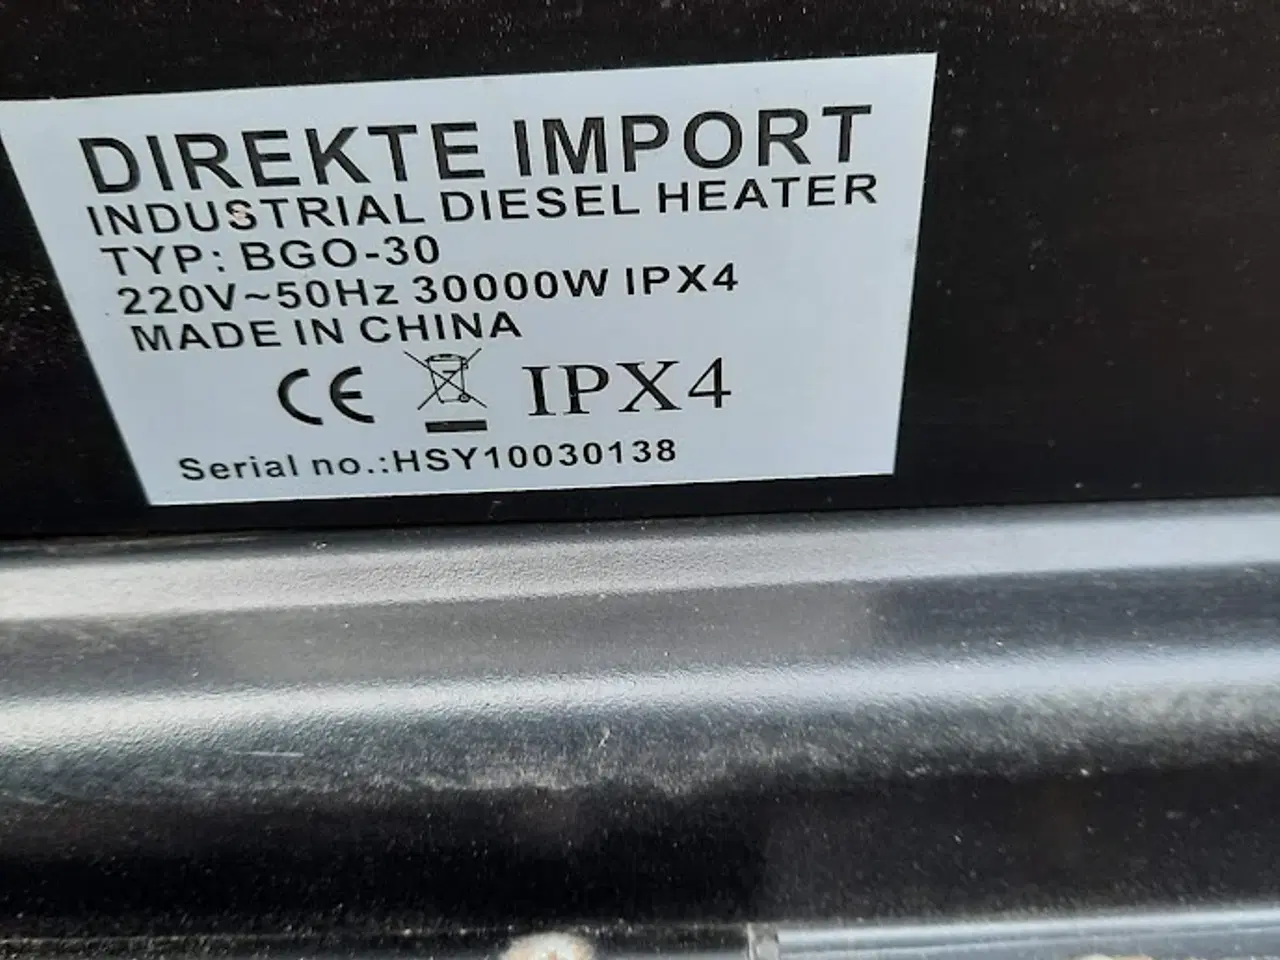 DIREKTE IMPORT
INDUSTRIAL DIESEL HEATER
TYP: BGO-30
220V~50Hz 30000W IPX4
MADE IN CHINA
CE IPX4
Serial no.:HSY10030138